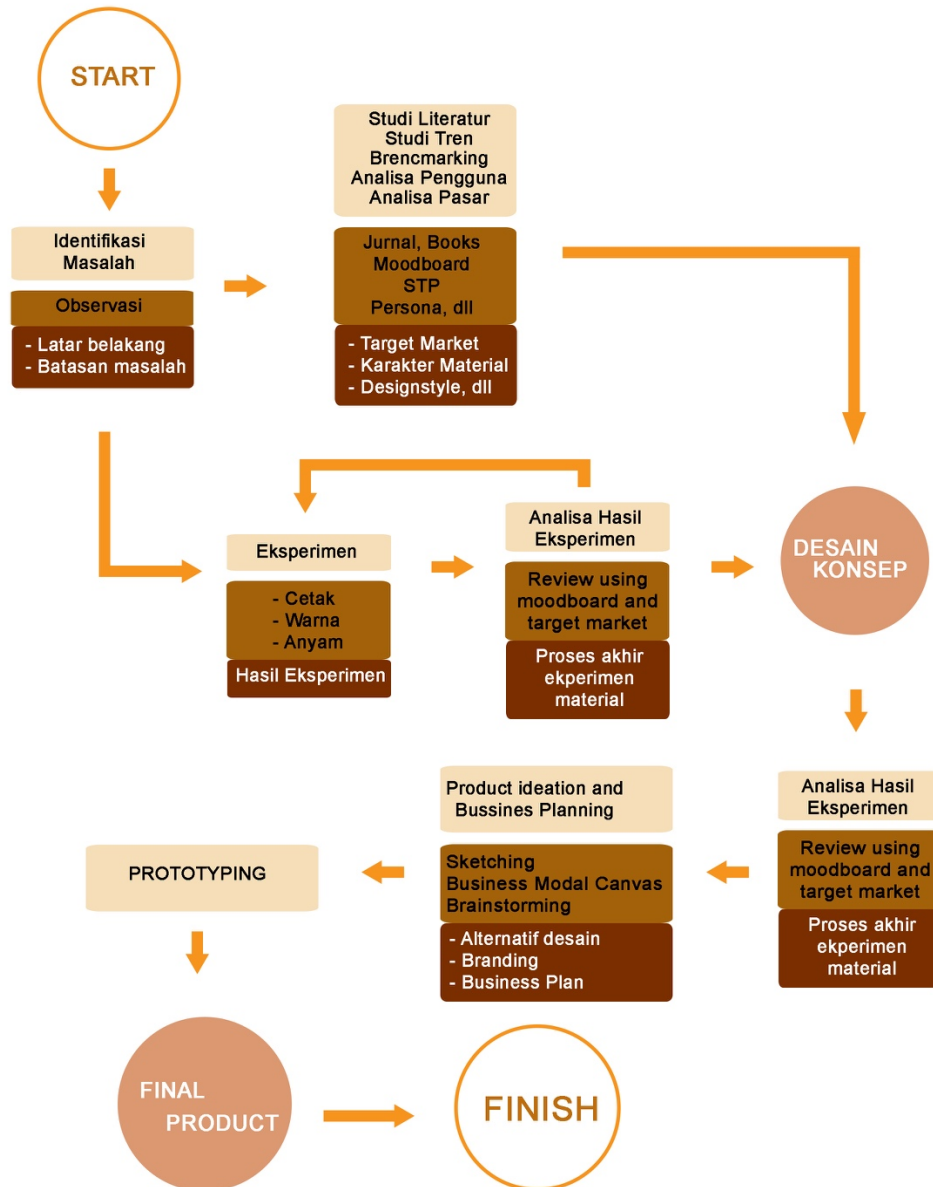 START
Studi Literatur
Studi Tren
Brencmarking
Analisa Pengguna
Analisa Pasar
Jurnal, Books
Moodboard
STP
Persona, dll
- Target Market
- Karakter Material
- Designstyle, dll
Identifikasi
Masalah
Observasi
- Latar belakang
- Batasan masalah
Eksperimen
- Cetak
- Warna
- Anyam
Hasil Eksperimen
Analisa Hasil
Eksperimen
Review using
moodboard and
target market
Proses akhir
ekperimen
material
DESAIN
KONSEP
Analisa Hasil
Eksperimen
Review using
moodboard and
target market
Proses akhir
ekperimen
material
Product ideation and
Bussines Planning
Sketching
Business Modal Canvas
Brainstorming
- Alternatif desain
- Branding
- Business Plan
PROTOTYPING
FINAL
PRODUCT
FINISH